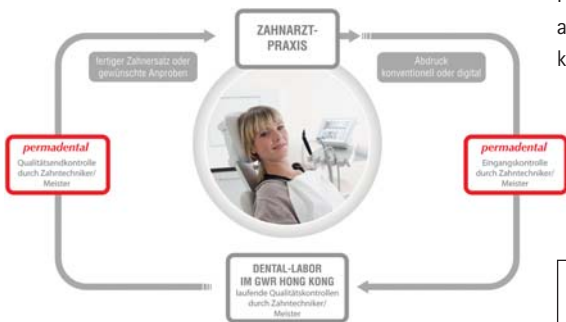 ZAHNARZT-
PRAXIS
fertiger Zahnersatz oder
gewünschte Anproben
Abdruck
konventionell oder digital
permadental
Qualitätsendkontrolle
durch Zahntechniker/
Meister
permadental
Eingangskontrolle
durch Zahntechniker/
Meister
DENTAL-LABOR
IM GWR HONG KONG
laufende Qualitätskontrollen
durch Zahntechniker/
Meister
a
k